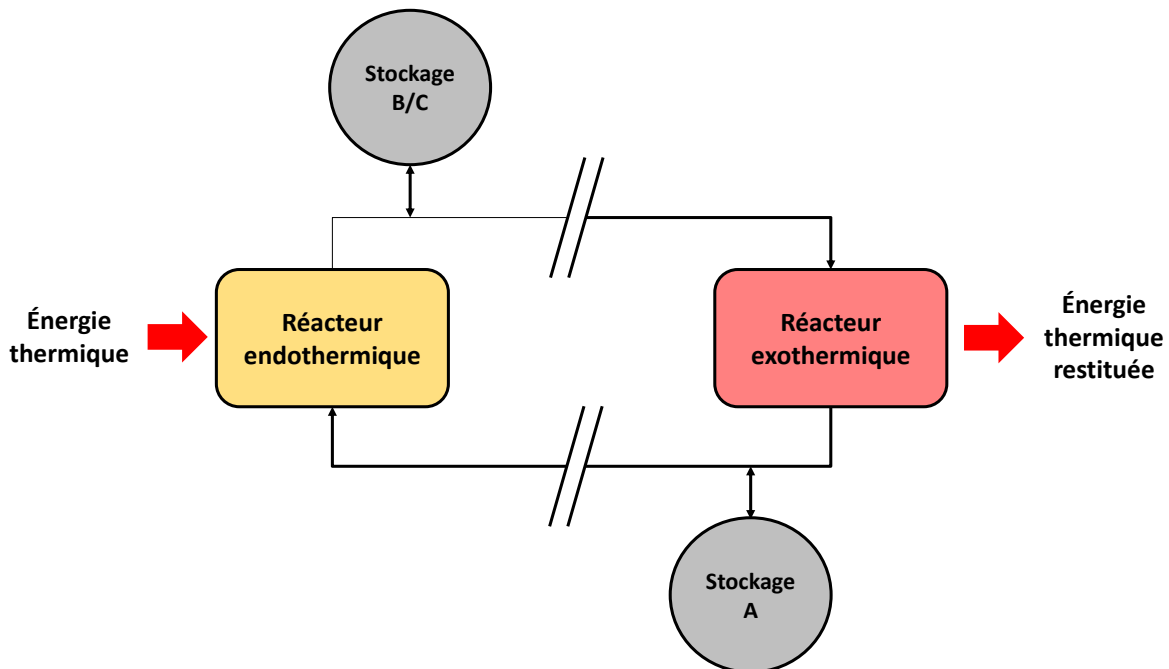 Stockage
B/C
Énergie
thermique
Réacteur
endothermique
Réacteur
exothermique
Énergie
thermique
restituée
Stockage
A